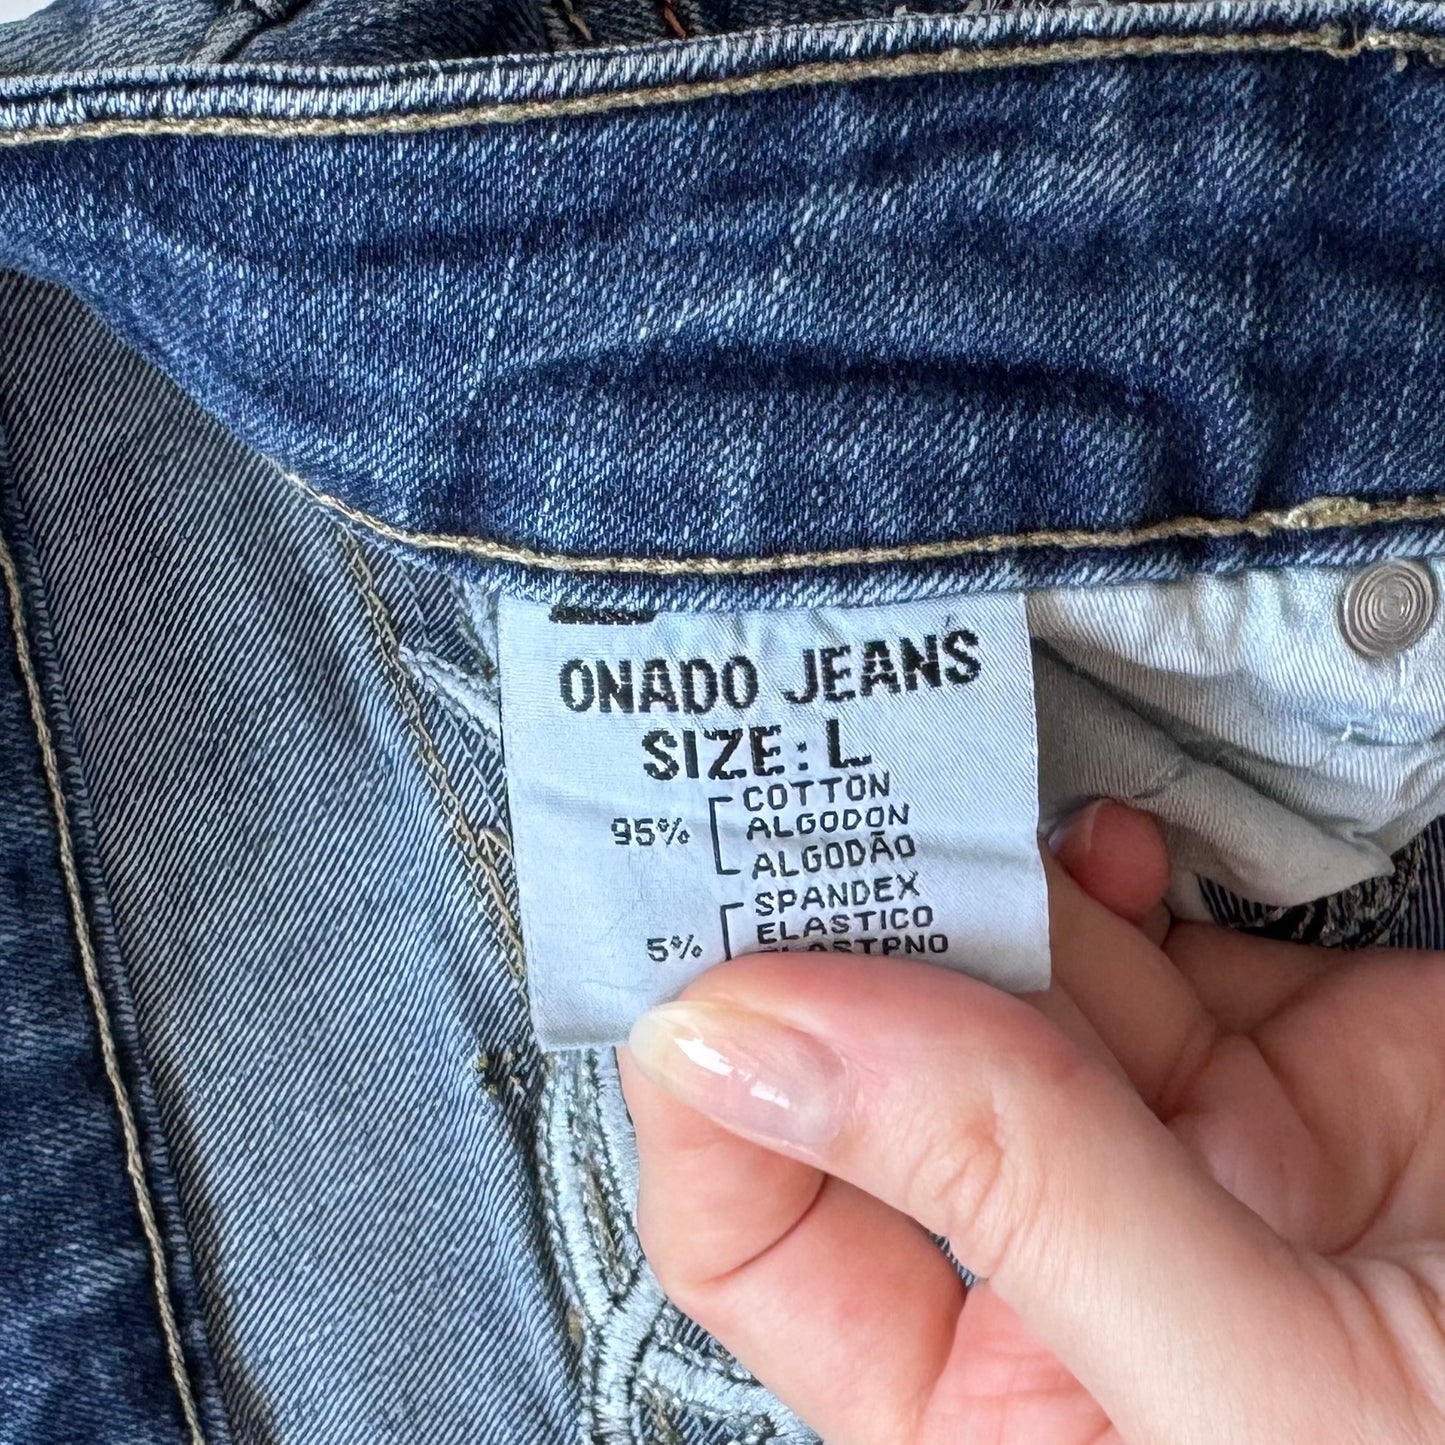 ONADO JEANS
SIZE: L
95% COTTON
ALGODON
ALGODÃO
5% SPANDEX
ELASTICO